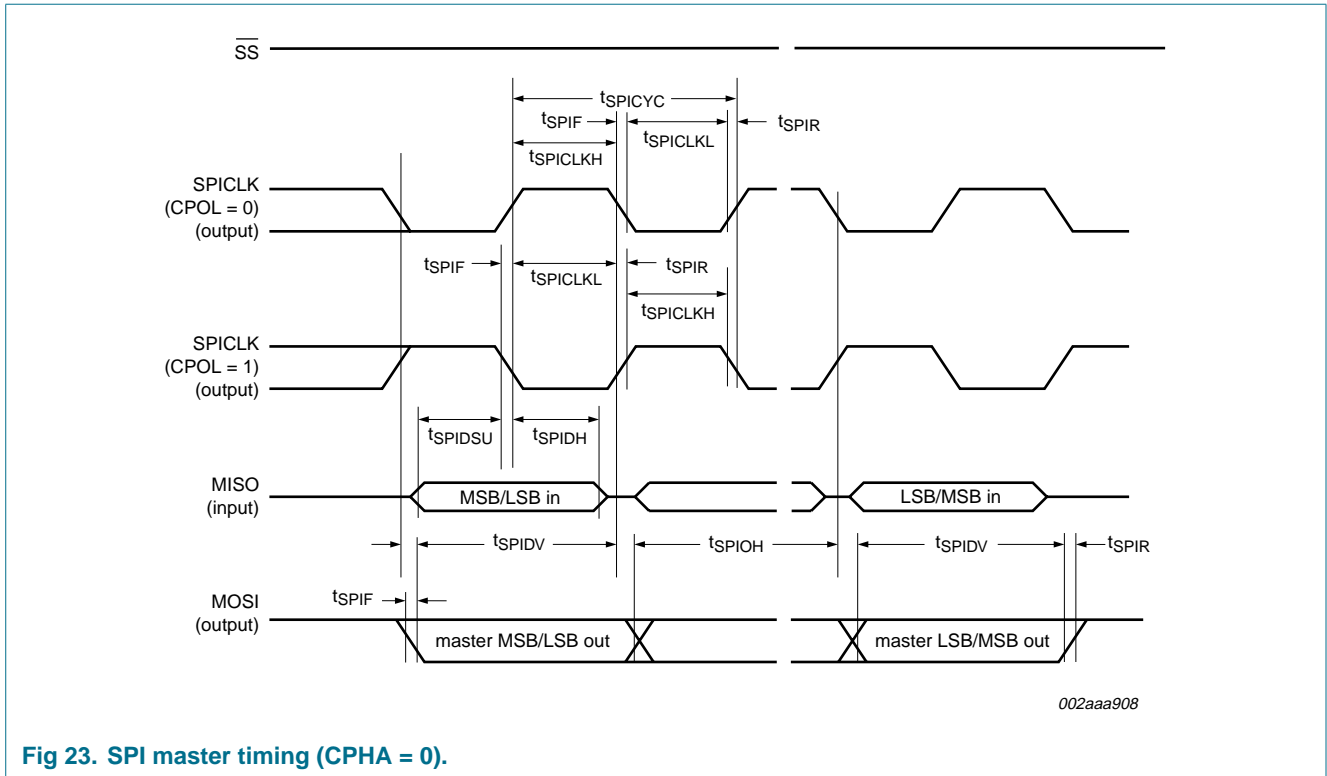 SS
tSPICYC
tSPIF
tSPICLKL
tSPIR
tSPICLKH
SPICLK
(CPOL = 0)
(output)
tSPIF
tSPICLKL
tSPIR
tSPICLKH
SPICLK
(CPOL = 1)
(output)
tSPIDSU
tSPIDH
MISO
(input)
MSB/LSB in
LSB/MSB in
tSPIDV
tSPIOH
tSPIDV
tSPIR
tSPIF
MOSI
(output)
master MSB/LSB out
master LSB/MSB out
002aaa908
Fig 23. SPI master timing (CPHA = 0).